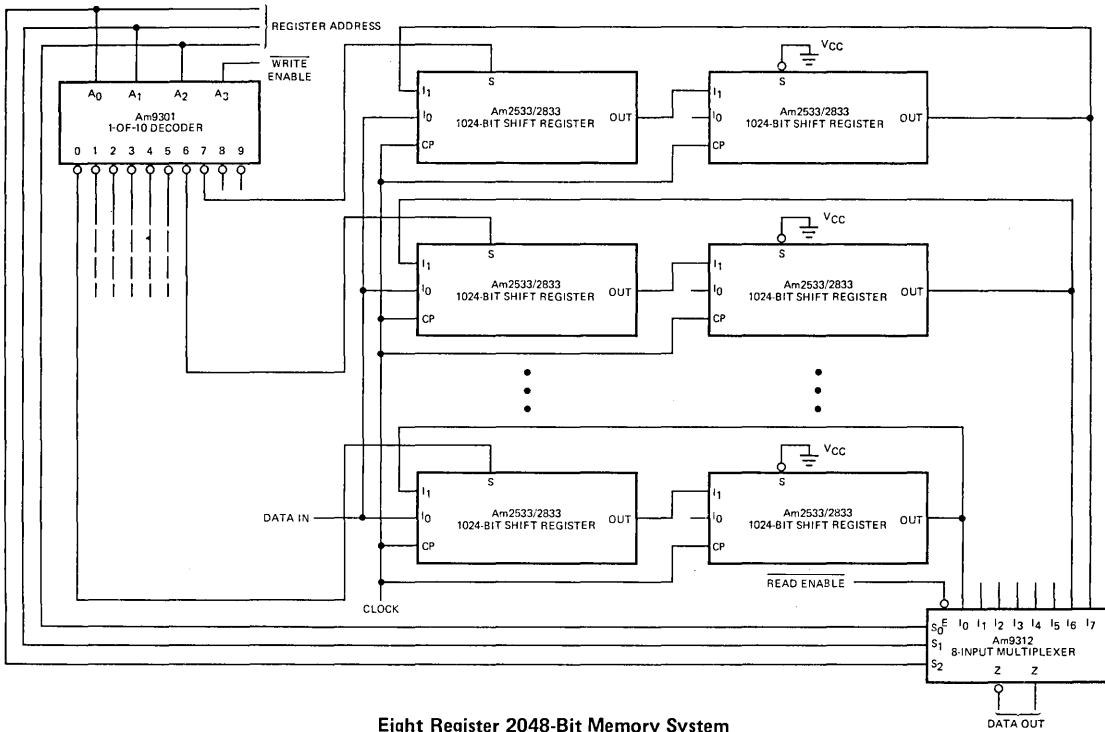 REGISTER ADDRESS
WRITE
ENABLE
A0 A1 A2 A3
Am9301
1-OF-10 DECODER
0 1 2 3 4 5 6 7 8 9
VCC
S
S
I1
I0
CP
Am2533/2833
1024-BIT SHIFT REGISTER
OUT
I1
I0
CP
Am2533/2833
1024-BIT SHIFT REGISTER
OUT
VCC
S
S
I1
I0
CP
Am2533/2833
1024-BIT SHIFT REGISTER
OUT
I1
I0
CP
Am2533/2833
1024-BIT SHIFT REGISTER
OUT
VCC
S
S
DATA IN
I1
I0
CP
Am2533/2833
1024-BIT SHIFT REGISTER
OUT
I1
I0
CP
Am2533/2833
1024-BIT SHIFT REGISTER
OUT
CLOCK
READ ENABLE
E I0 I1 I2 I3 I4 I5 I6 I7
S0
S1
S2
Am9312
8-INPUT MULTIPLEXER
Z Z
DATA OUT
Eight Register 2048-Bit Memory System